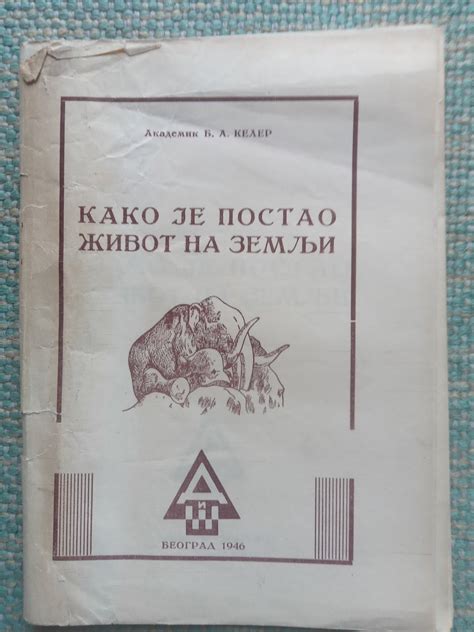 Академик Б. А. КЕЛЕР
КАКО ЈЕ ПОСТАО
ЖИВОТ НА ЗЕМЉИ
Д
И
Ш
БЕОГРАД 1946